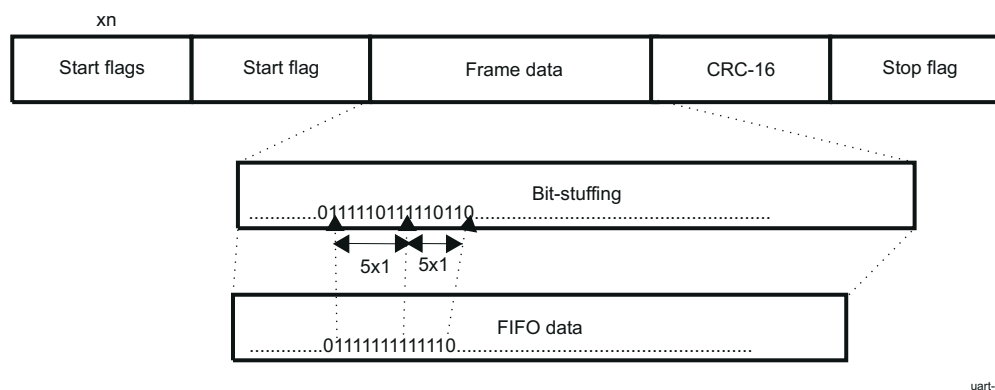 xn
Start flags Start flag Frame data CRC-16 Stop flag
Bit-stuffing
.............0111110111110110............................................................
5x1 5x1
FIFO data
...............01111111111110............................................................
uart-